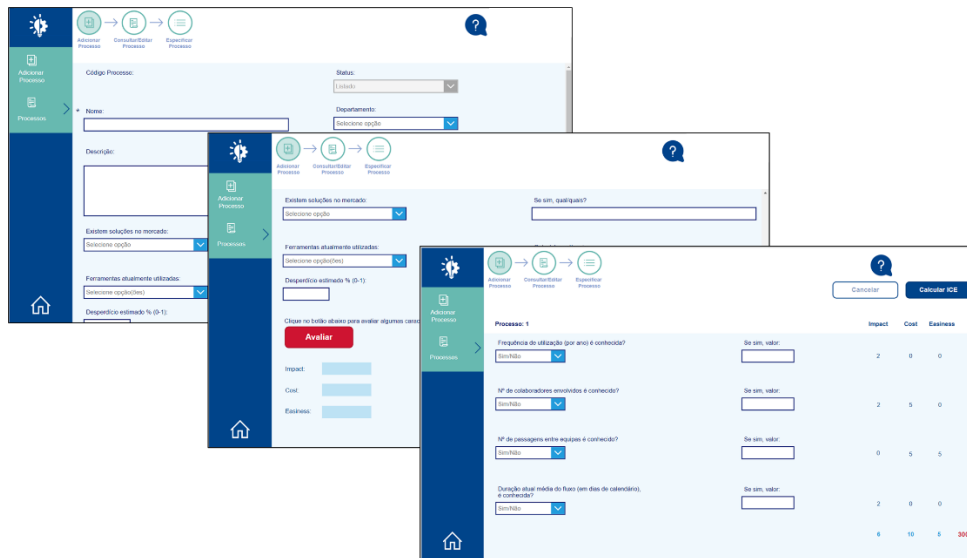 Adicionar
Processo
Consultar/Editar
Processo
Especificar
Processo
?
Adicionar
Processo
Processos
Código Processo:
Status:
Listado
* Nome:
Departamento:
Selecione opção
Descrição:
Existem soluções no mercado:
Selecione opção
Ferramentas atualmente utilizadas:
Selecione opção(ões)
Desperdício estimado % (0-1):
Adicionar
Processo
Consultar/Editar
Processo
Especificar
Processo
?
Adicionar
Processo
Processos
Existem soluções no mercado:
Selecione opção
Se sim, qual/quais?
Ferramentas atualmente utilizadas:
Selecione opção(ões)
Desperdício estimado % (0-1):
Clique no botão abaixo para avaliar algumas
Avaliar
Impact:
Cost:
Easiness:
Adicionar
Processo
Consultar/Editar
Processo
Especificar
Processo
?
Cancelar
Calcular ICE
Adicionar
Processo
Processos
Processo: 1
Impact Cost Easiness
Frequência de utilização (por ano) é conhecida?
Se sim, valor:
Sim/Não
2 0 0
Nº de colaboradores envolvidos é conhecido?
Se sim, valor:
Sim/Não
2 5 0
Nº de passagens entre equipas é conhecido?
Se sim, valor:
Sim/Não
0 5 5
Duração atual média do fluxo (em dias de calendário),
é conhecida?
Se sim, valor:
Sim/Não
2 0 0
6 10 5 300